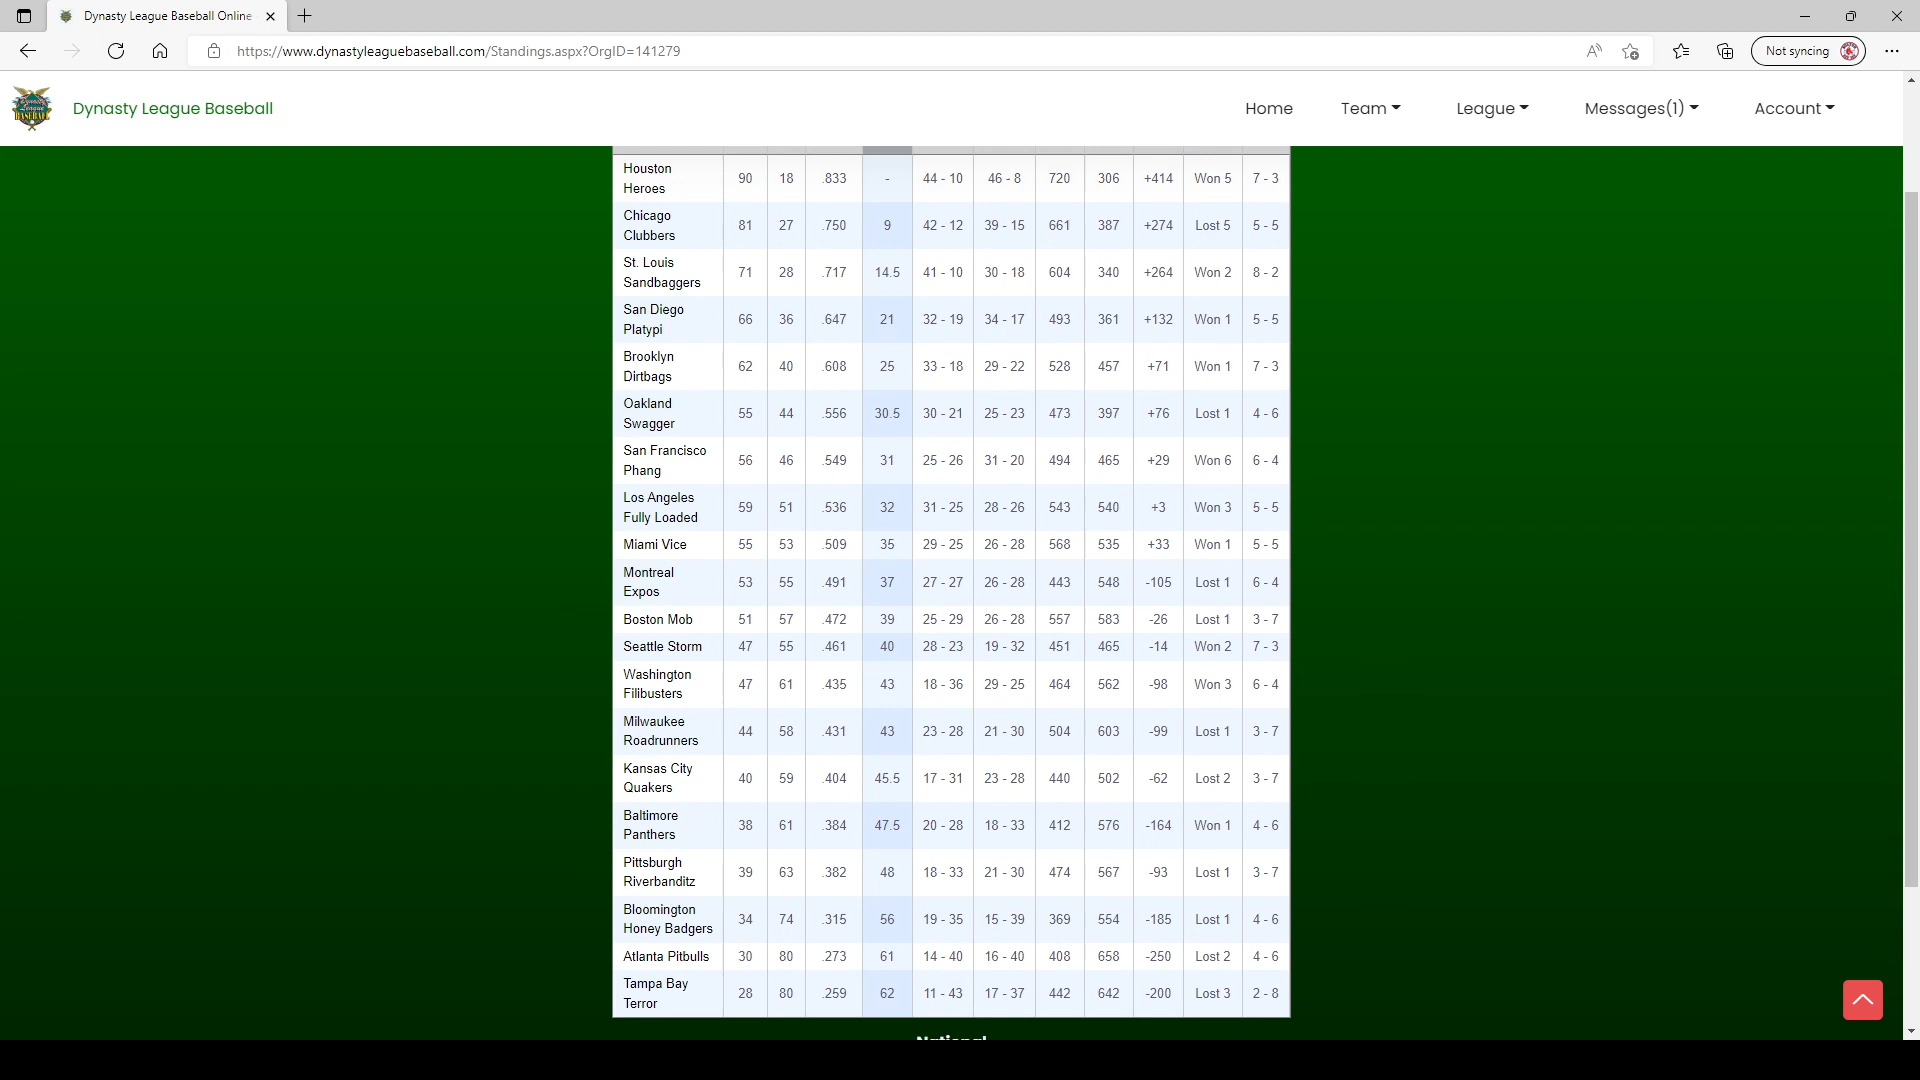 Dynasty League Baseball Online
https://www.dynastyleaguebaseball.com/Standings.aspx?OrgID=141279
Not syncing
Dynasty League Baseball
Home Team League Messages(1) Account
Houston Heroes 90 18 .833 - 44 - 10 46 - 8 720 306 +414 Won 5 7 - 3
Chicago Clubbers 81 27 .750 9 42 - 12 39 - 15 661 387 +274 Lost 5 5 - 5
St. Louis Sandbaggers 71 28 .717 14.5 41 - 10 30 - 18 604 340 +264 Won 2 8 - 2
San Diego Platypi 66 36 .647 21 32 - 19 34 - 17 493 361 +132 Won 1 5 - 5
Brooklyn Dirtbags 62 40 .608 25 33 - 18 29 - 22 528 457 +71 Won 1 7 - 3
Oakland Swagger 55 44 .556 30.5 30 - 21 25 - 23 473 397 +76 Lost 1 4 - 6
San Francisco Phang 56 46 .549 31 25 - 26 31 - 20 494 465 +29 Won 6 6 - 4
Los Angeles Fully Loaded 59 51 .536 32 31 - 25 28 - 26 543 540 +3 Won 3 5 - 5
Miami Vice 55 53 .509 35 29 - 25 26 - 28 568 535 +33 Won 1 5 - 5
Montreal Expos 53 55 .491 37 27 - 27 26 - 28 443 548 -105 Lost 1 6 - 4
Boston Mob 51 57 .472 39 25 - 29 26 - 28 557 583 -26 Lost 1 3 - 7
Seattle Storm 47 55 .461 40 28 - 23 19 - 32 451 465 -14 Won 2 7 - 3
Washington Filibusters 47 61 .435 43 18 - 36 29 - 25 464 562 -98 Won 3 6 - 4
Milwaukee Roadrunners 44 58 .431 43 23 - 28 21 - 30 504 603 -99 Lost 1 3 - 7
Kansas City Quakers 40 59 .404 45.5 17 - 31 23 - 28 440 502 -62 Lost 2 3 - 7
Baltimore Panthers 38 61 .384 47.5 20 - 28 18 - 33 412 576 -164 Won 1 4 - 6
Pittsburgh Riverbanditz 39 63 .382 48 18 - 33 21 - 30 474 567 -93 Lost 1 3 - 7
Bloomington Honey Badgers 34 74 .315 56 19 - 35 15 - 39 369 554 -185 Lost 1 4 - 6
Atlanta Pitbulls 30 80 .273 61 14 - 40 16 - 40 408 658 -250 Lost 2 4 - 6
Tampa Bay Terror 28 80 .259 62 11 - 43 17 - 37 442 642 -200 Lost 3 2 - 8
National